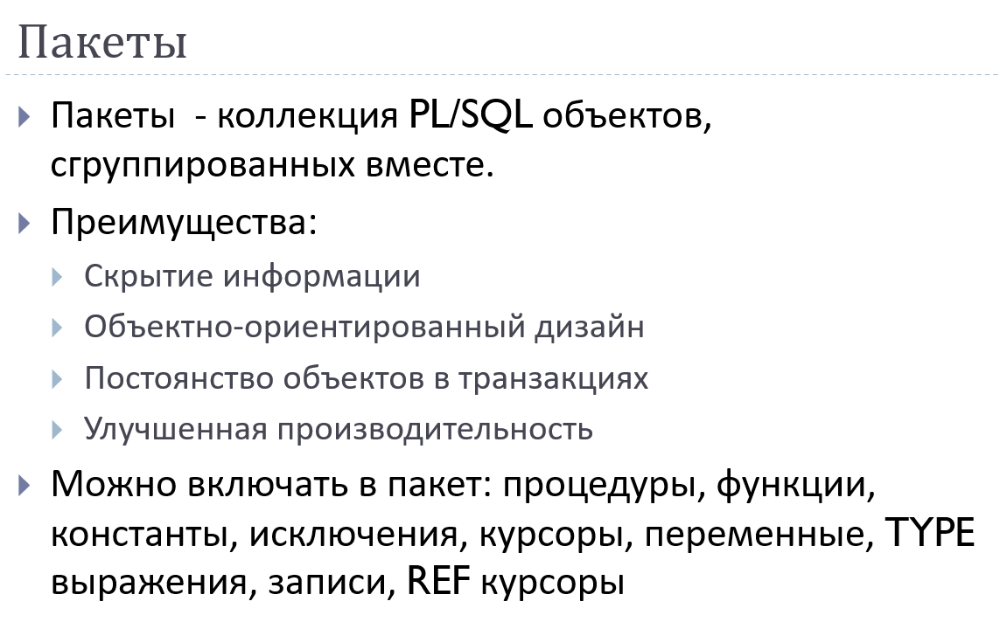 Пакеты
Пакеты - коллекция PL/SQL объектов,
сгруппированных вместе.
Преимущества:
Скрытие информации
Объектно-ориентированный дизайн
Постоянство объектов в транзакциях
Улучшенная производительность
Можно включать в пакет: процедуры, функции,
константы, исключения, курсоры, переменные, TYPE
выражения, записи, REF курсоры